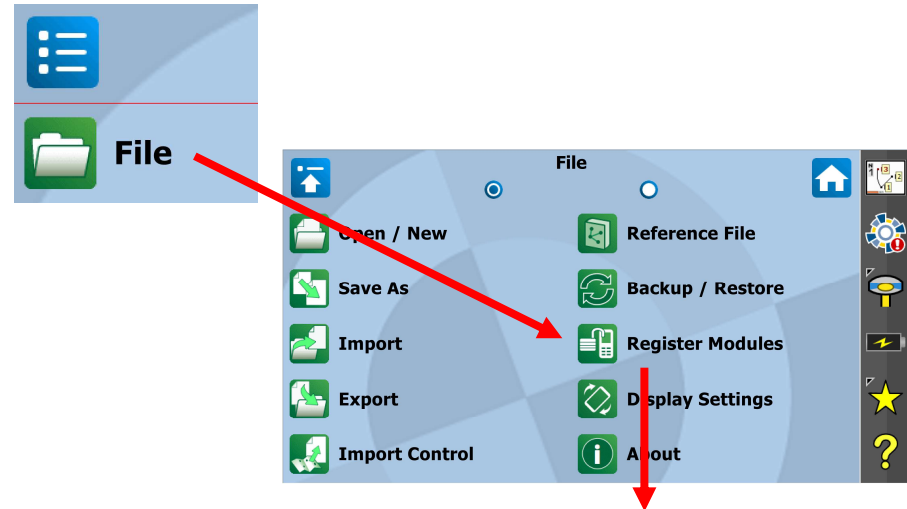 File
File
Open / New
Reference File
Save As
Backup / Restore
Import
Register Modules
Export
Display Settings
Import Control
About